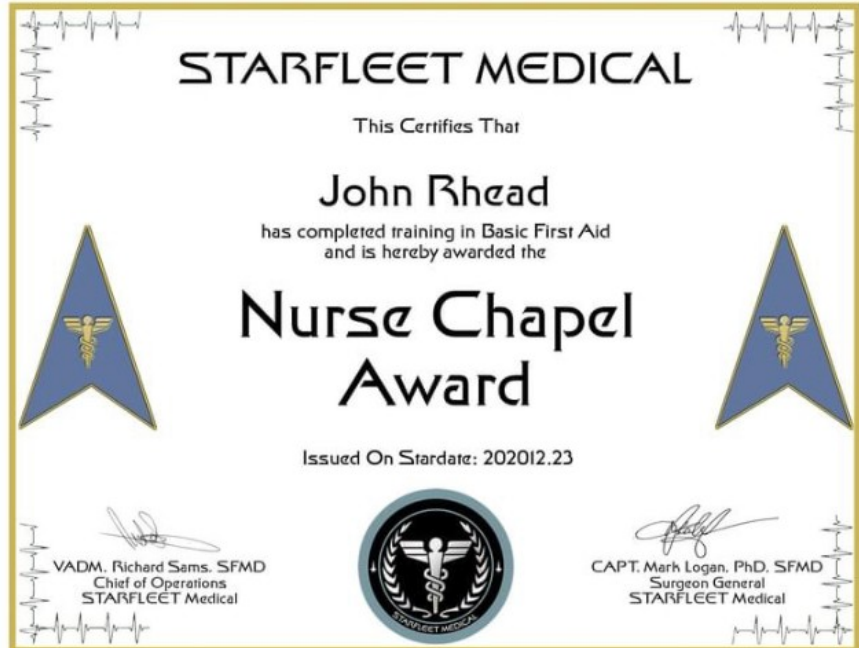 STARFLEET MEDICAL
This Certifies That
John Rhead
has completed training in Basic First Aid
and is hereby awarded the
Nurse Chapel
Award
Issued On Stardate: 202012.23
VADM. Richard Sams, SFMD
Chief of Operations
STARFLEET Medical
STARFLEET MEDICAL
CAPT. Mark Logan, PhD. SFMD
Surgeon General
STARFLEET Medical